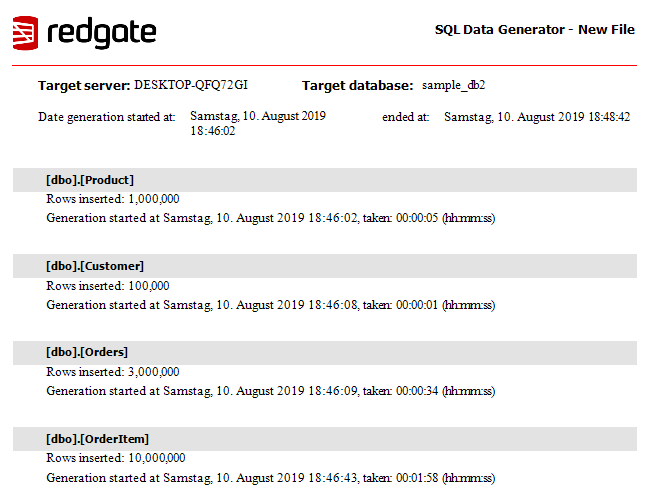 redgate
SQL Data Generator - New File
Target server: DESKTOP-QFQ72GI Target database: sample_db2
Date generation started at: Samstag, 10. August 2019 18:46:02 ended at: Samstag, 10. August 2019 18:48:42
[dbo].[Product]
Rows inserted: 1,000,000
Generation started at Samstag, 10. August 2019 18:46:02, taken: 00:00:05 (hh:mm:ss)
[dbo].[Customer]
Rows inserted: 100,000
Generation started at Samstag, 10. August 2019 18:46:08, taken: 00:00:01 (hh:mm:ss)
[dbo].[Orders]
Rows inserted: 3,000,000
Generation started at Samstag, 10. August 2019 18:46:09, taken: 00:00:34 (hh:mm:ss)
[dbo].[OrderItem]
Rows inserted: 10,000,000
Generation started at Samstag, 10. August 2019 18:46:43, taken: 00:01:58 (hh:mm:ss)